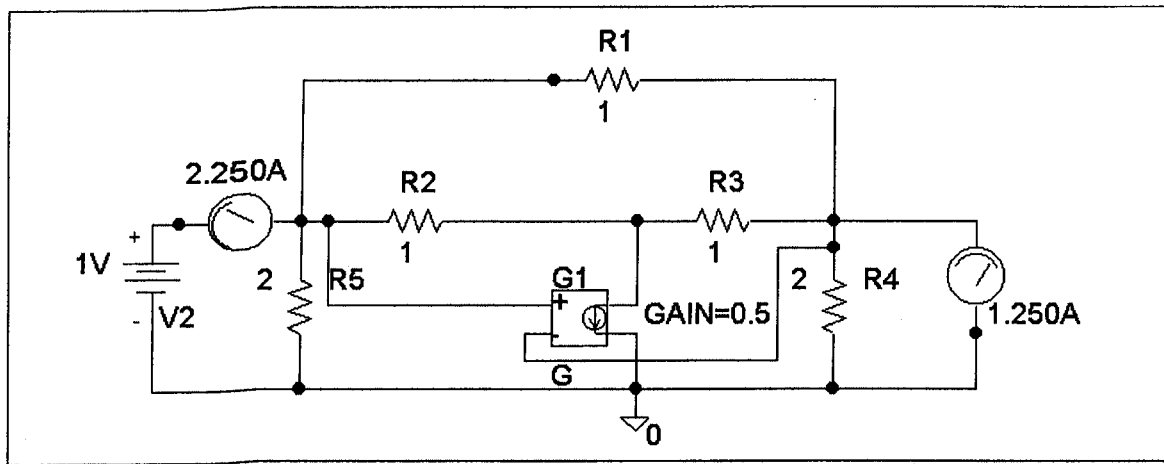 R1
1
2.250A
R2
R3
1
1
+
1V
V2
-
2
R5
G1
+
-
G
GAIN=0.5
2
R4
1.250A
0